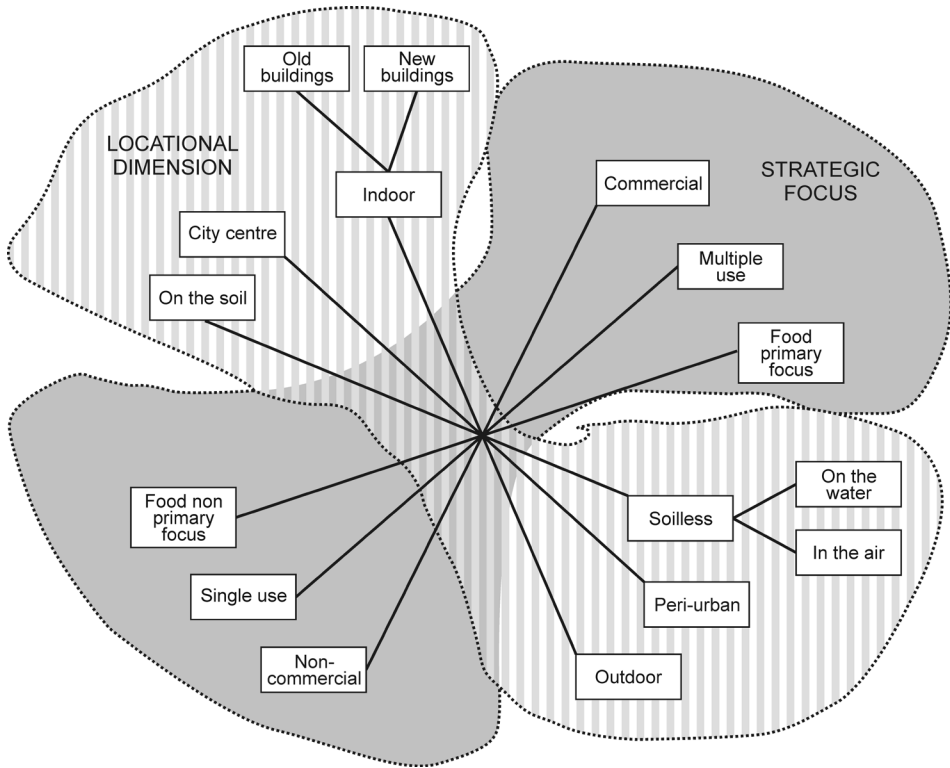 Old
buildings
New
buildings
LOCATIONAL
DIMENSION
Indoor
City centre
On the soil
STRATEGIC
FOCUS
Commercial
Multiple
use
Food
primary
focus
Food non
primary
focus
Single use
Non-
commercial
Soilless
On the
water
In the air
Peri-urban
Outdoor